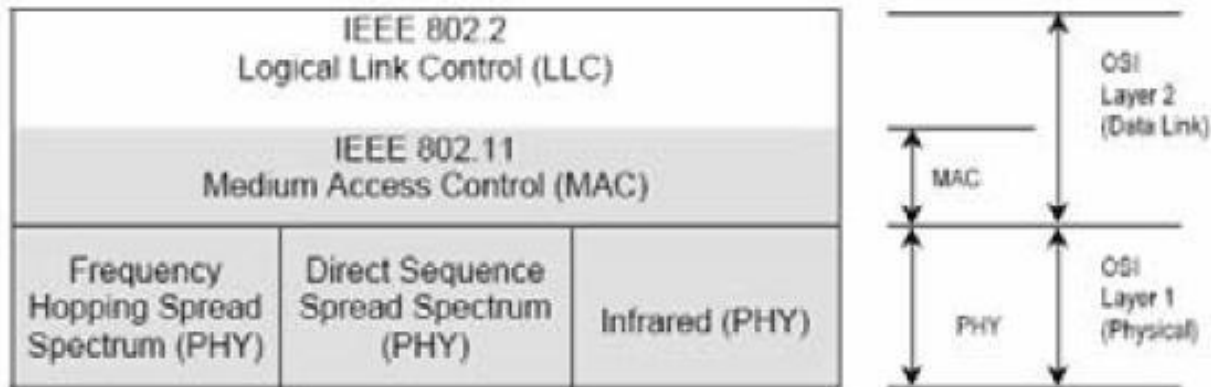 IEEE 802.2
Logical Link Control (LLC)
IEEE 802.11
Medium Access Control (MAC)
Frequency
Hopping Spread
Spectrum (PHY)
Direct Sequence
Spread Spectrum
(PHY)
Infrared (PHY)
OSI
Layer 2
(Data Link)
MAC
PHY
OSI
Layer 1
(Physical)